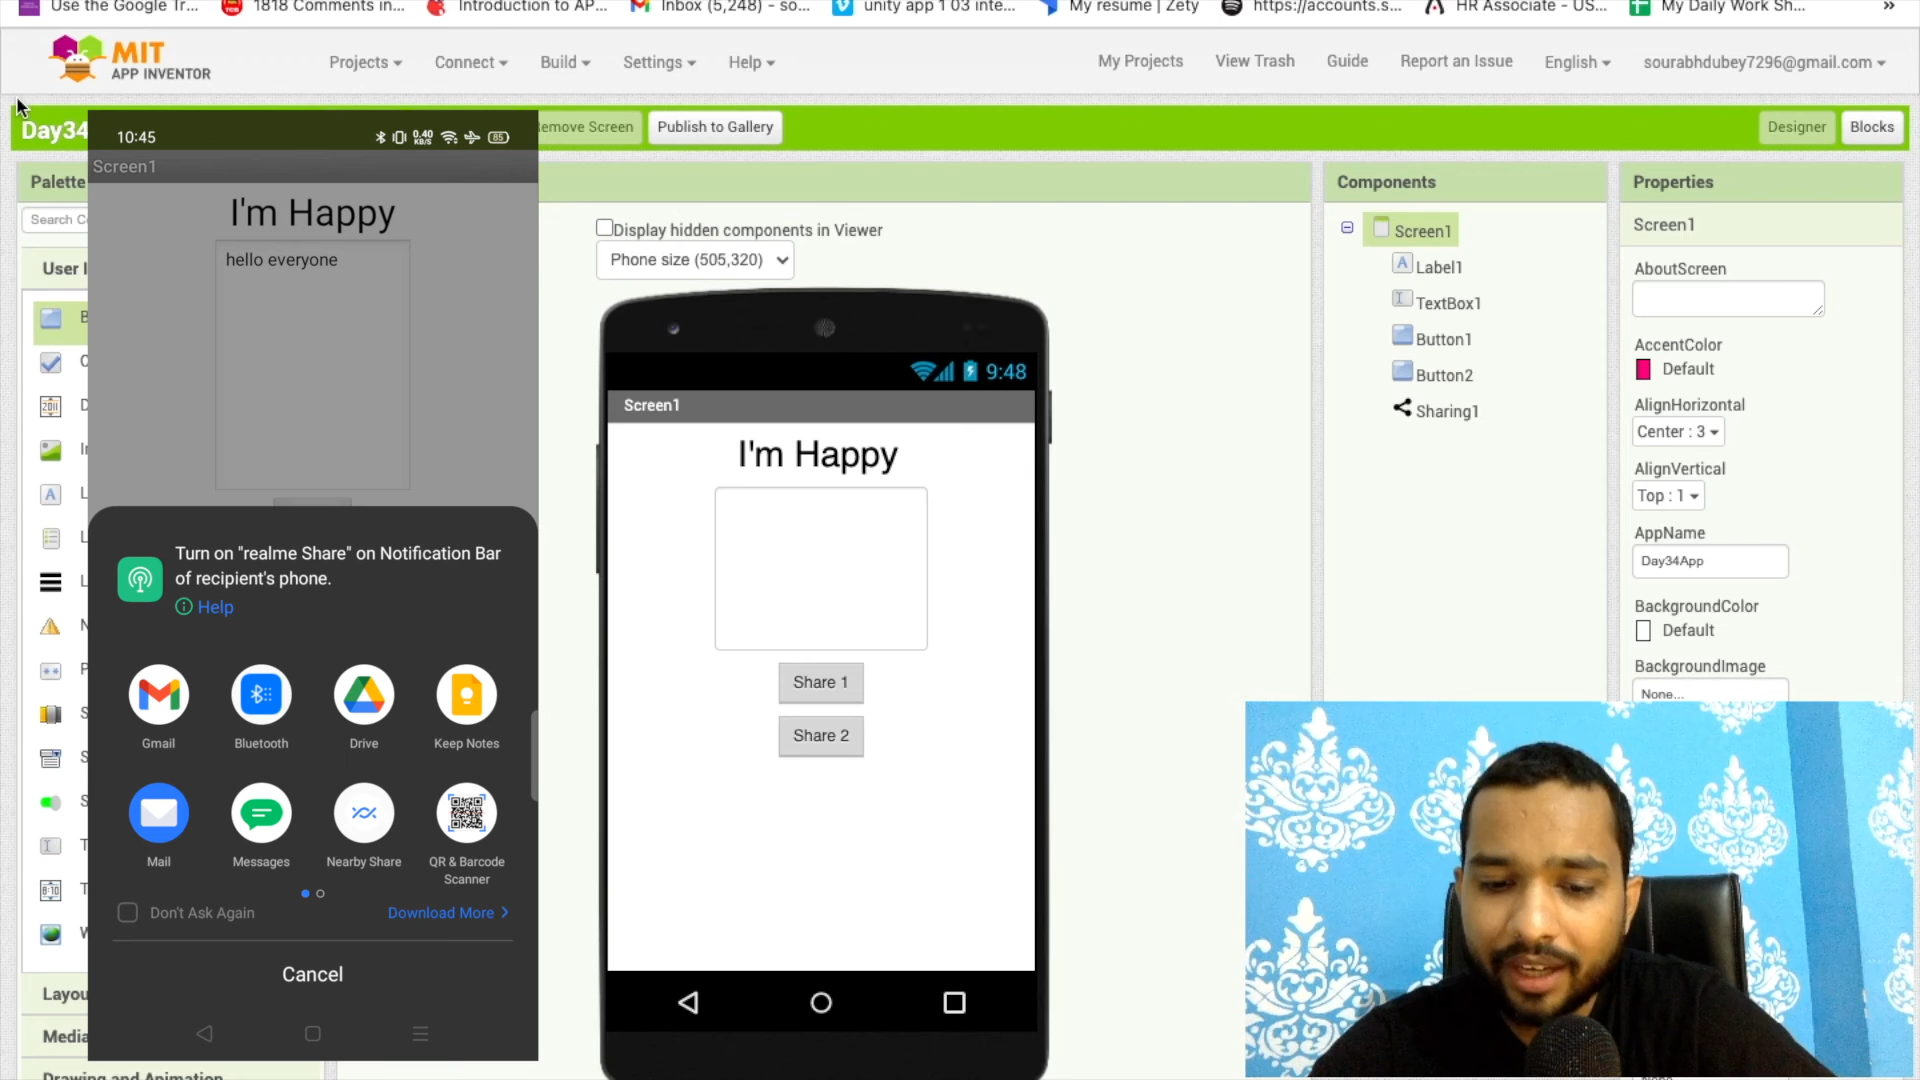 Use the Google Tr...
1818 Comments in...
Introduction to AP...
Inbox (5,248) - so...
unity app 1 03 inte...
My resume | Zety
https://accounts.s...
HR Associate - US...
My Daily Work Sh...
»
MIT
APP INVENTOR
Projects
Connect
Build
Settings
Help
My Projects
View Trash
Guide
Report an Issue
English
sourabhdubey7296@gmail.com
Day34
emove Screen
Publish to Gallery
Designer
Blocks
Palette
Search C
User I
Layou
Media
Drawing and Animation
10:45
0.40
KB/S
85
Screen1
I'm Happy
hello everyone
Turn on "realme Share" on Notification Bar
of recipient's phone.
Help
Gmail
Bluetooth
Drive
Keep Notes
Mail
Messages
Nearby Share
QR & Barcode
Scanner
Don't Ask Again
Download More
Cancel
Display hidden components in Viewer
Phone size (505,320)
9:48
Screen1
I'm Happy
Share 1
Share 2
Components
Screen1
Label1
TextBox1
Button1
Button2
Sharing1
Properties
Screen1
AboutScreen
AccentColor
Default
AlignHorizontal
Center : 3
AlignVertical
Top : 1
AppName
Day34App
BackgroundColor
Default
BackgroundImage
None...